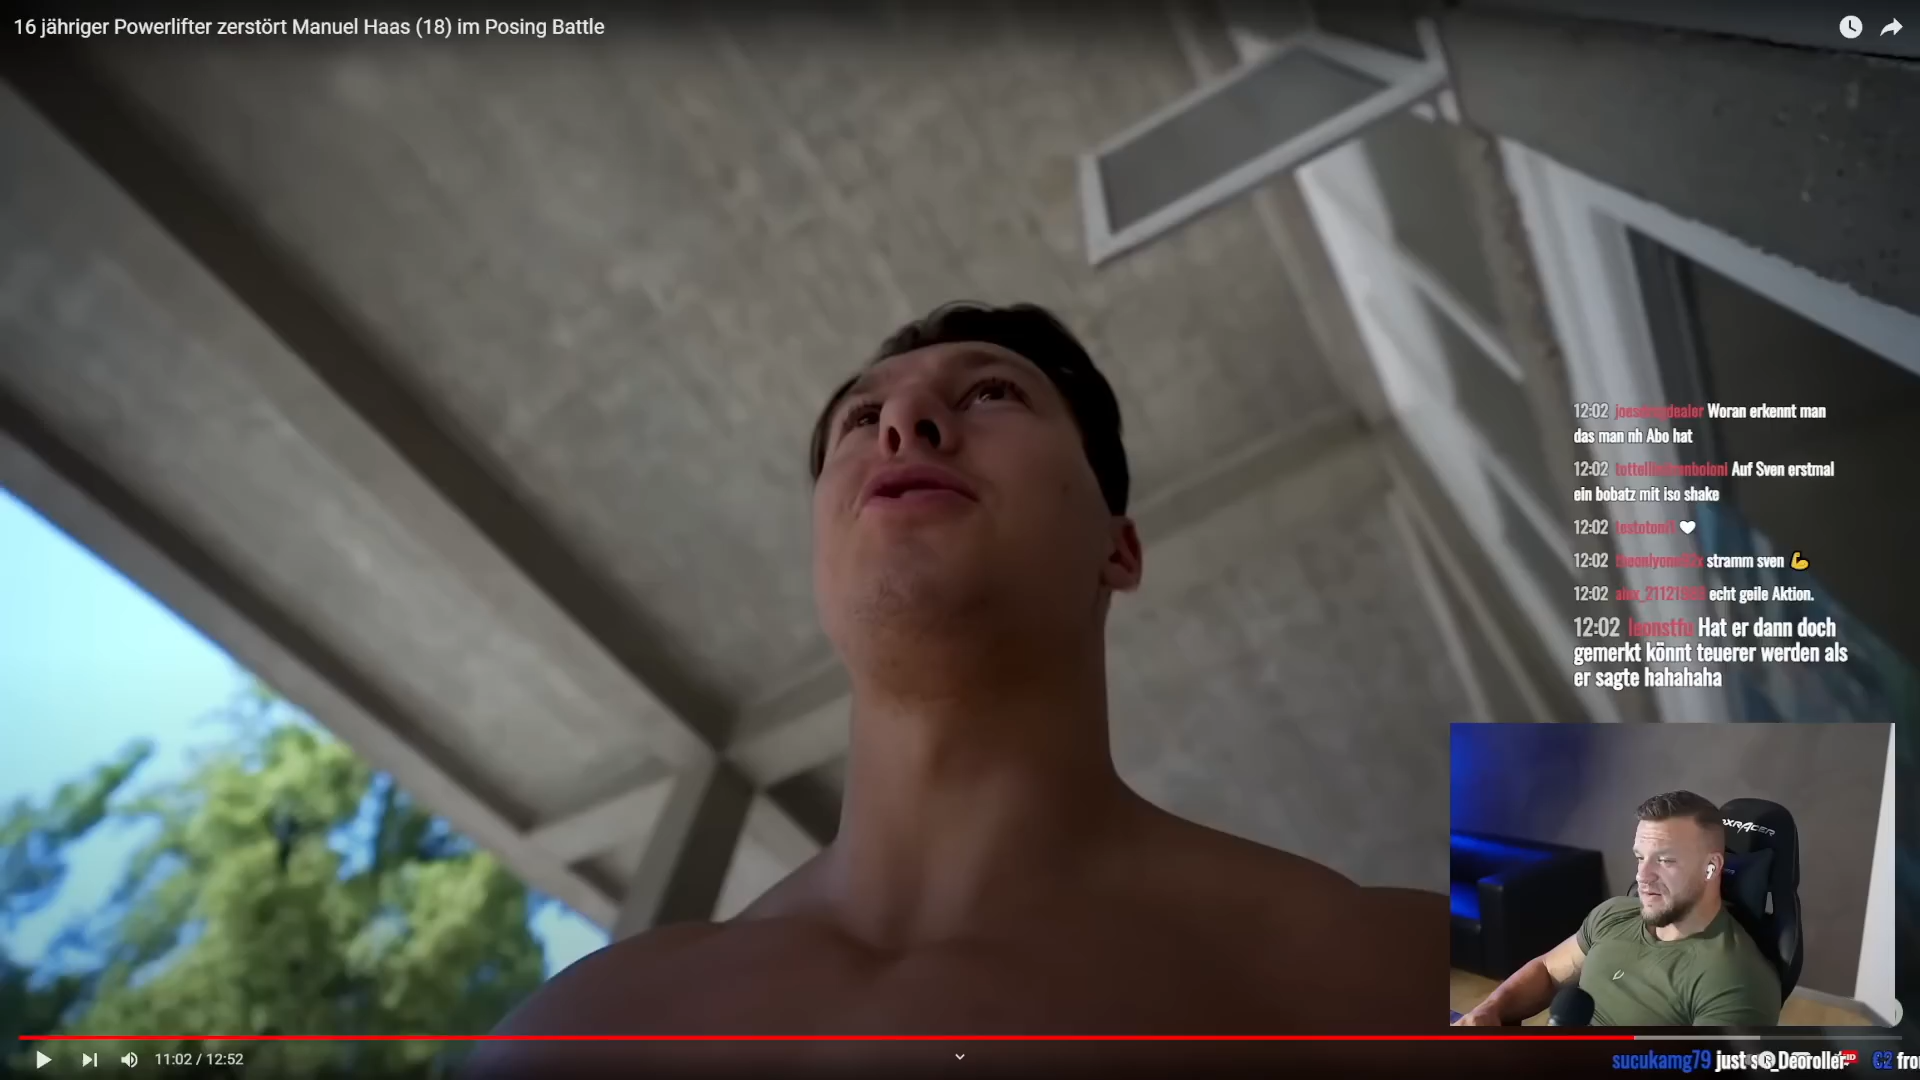 16 jähriger Powerlifter zerstört Manuel Haas (18) im Posing Battle
12:02 Woran erkennt man
das man nh Abo hat
12:02 Auf Sven erstmal
ein bobatz mit iso shake
12:02
12:02 stramm sven
12:02 echt geile Aktion.
12:02 leonstfu Hat er dann doch
gemerkt könnt teuerer werden als
er sagte hahahaha
11:02 / 12:52
sucukamg79 just